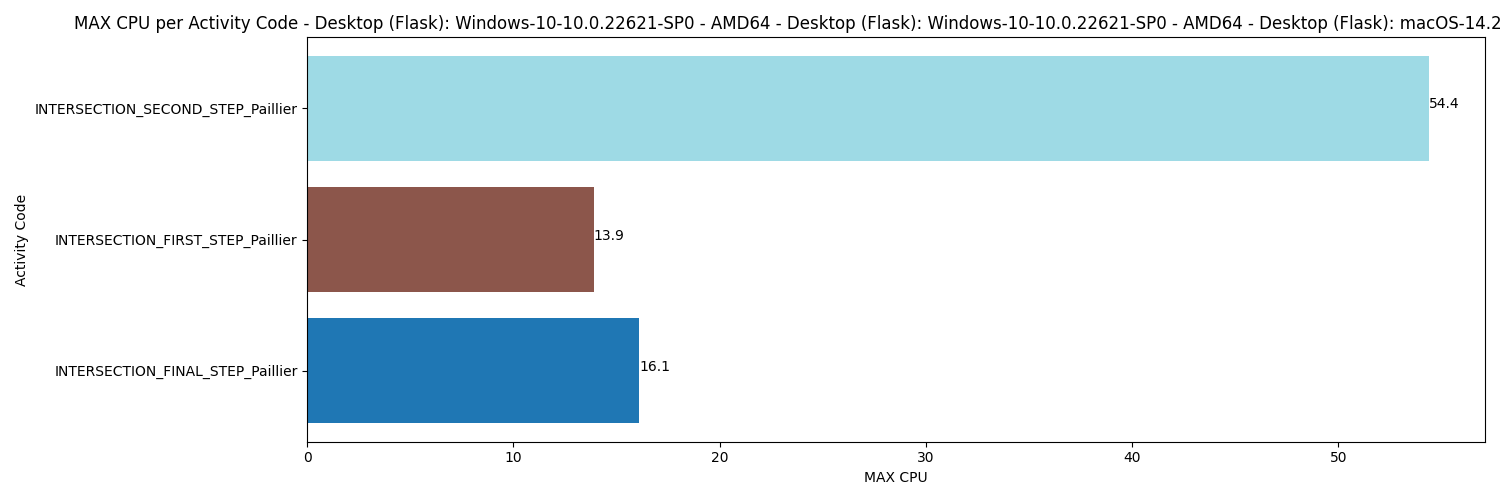 MAX CPU per Activity Code - Desktop (Flask): Windows-10-10.0.22621-SP0 - AMD64 - Desktop (Flask): Windows-10-10.0.22621-SP0 - AMD64 - Desktop (Flask): macOS-14.2
INTERSECTION_SECOND_STEP_Paillier
54.4
INTERSECTION_FIRST_STEP_Paillier
13.9
INTERSECTION_FINAL_STEP_Paillier
16.1
Activity Code
0 10 20 30 40 50
MAX CPU